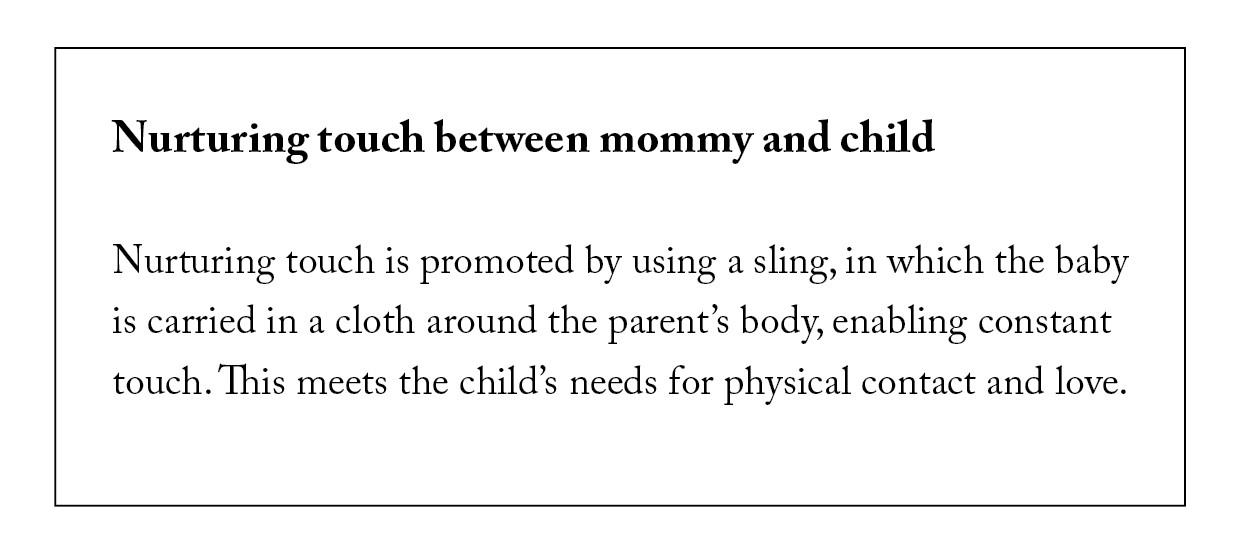 Nurturing touch between mommy and child
Nurturing touch is promoted by using a sling, in which the baby
is carried in a cloth around the parent’s body, enabling constant
touch. This meets the child’s needs for physical contact and love.